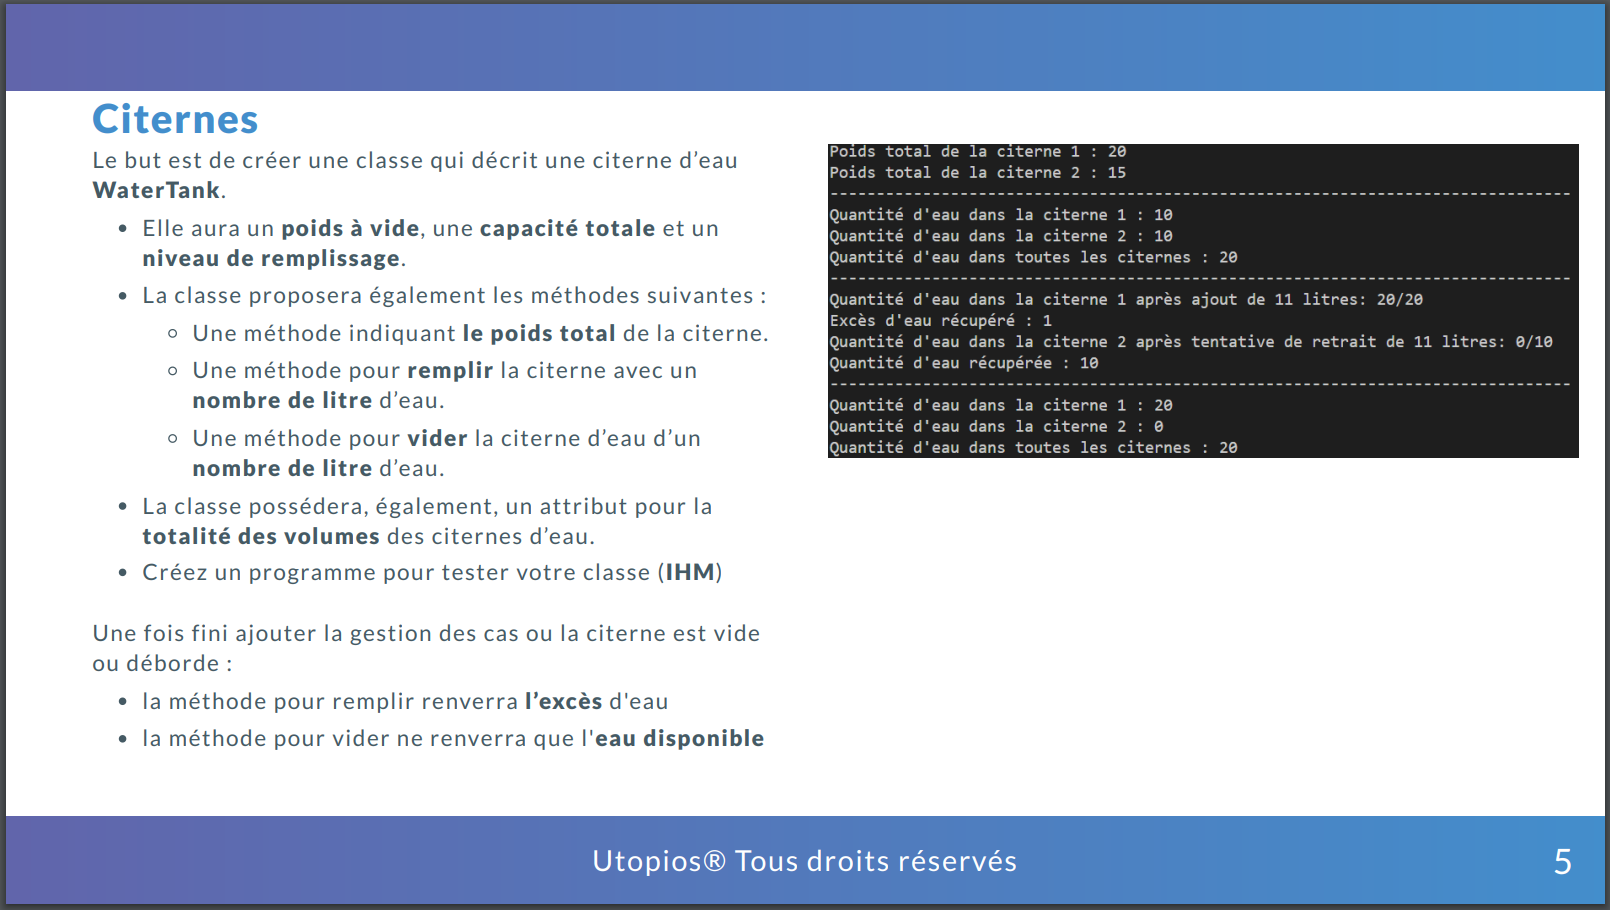 Citernes
Le but est de créer une classe qui décrit une citerne d’eau
WaterTank.
• Elle aura un poids à vide, une capacité totale et un
niveau de remplissage.
• La classe proposera également les méthodes suivantes :
◦ Une méthode indiquant le poids total de la citerne.
◦ Une méthode pour remplir la citerne avec un
nombre de litre d’eau.
◦ Une méthode pour vider la citerne d’eau d’un
nombre de litre d’eau.
• La classe possédera, également, un attribut pour la
totalité des volumes des citernes d’eau.
• Créez un programme pour tester votre classe (IHM)
Une fois fini ajouter la gestion des cas ou la citerne est vide
ou déborde :
• la méthode pour remplir renverra l’excès d'eau
• la méthode pour vider ne renverra que l'eau disponible
Poids total de la citerne 1 : 20
Poids total de la citerne 2 : 15
--------------------------------------------------------------------------------
Quantité d'eau dans la citerne 1 : 10
Quantité d'eau dans la citerne 2 : 10
Quantité d'eau dans toutes les citernes : 20
--------------------------------------------------------------------------------
Quantité d'eau dans la citerne 1 après ajout de 11 litres: 20/20
Excès d'eau récupéré : 1
Quantité d'eau dans la citerne 2 après tentative de retrait de 11 litres: 0/10
Quantité d'eau récupérée : 10
--------------------------------------------------------------------------------
Quantité d'eau dans la citerne 1 : 20
Quantité d'eau dans la citerne 2 : 0
Quantité d'eau dans toutes les citernes : 20
Utopios® Tous droits réservés
5